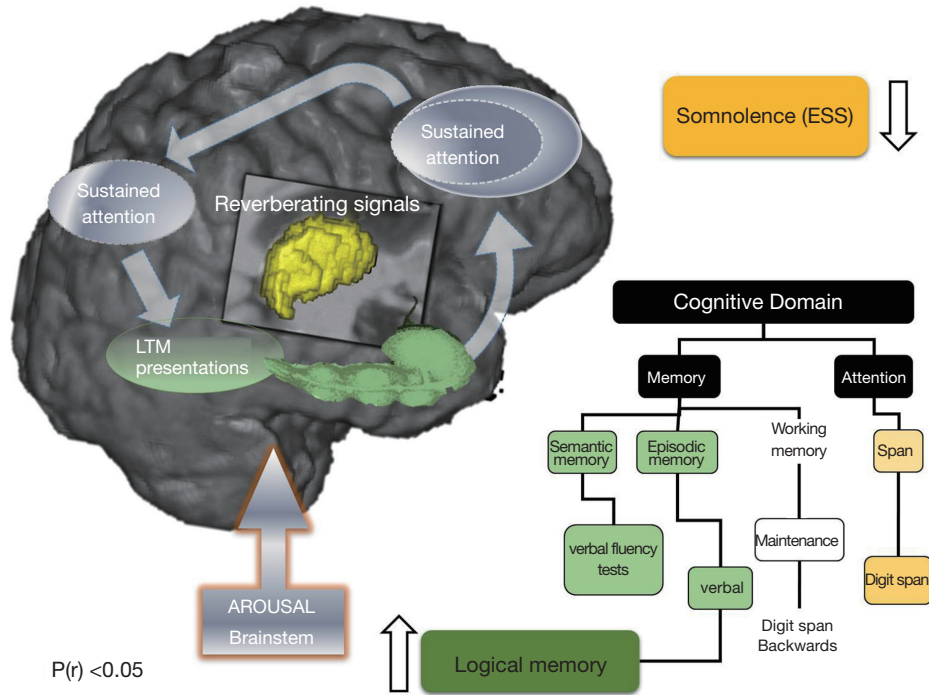 Somnolence (ESS)
Sustained
attention
Sustained
attention
Reverberating signals
LTM
presentations
Cognitive Domain
Memory
Attention
Semantic
memory
Episodic
memory
Working
memory
Span
verbal fluency
tests
Maintenance
verbal
Digit span
Digit span
Backwards
AROUSAL
Brainstem
Logical memory
P(r) <0.05